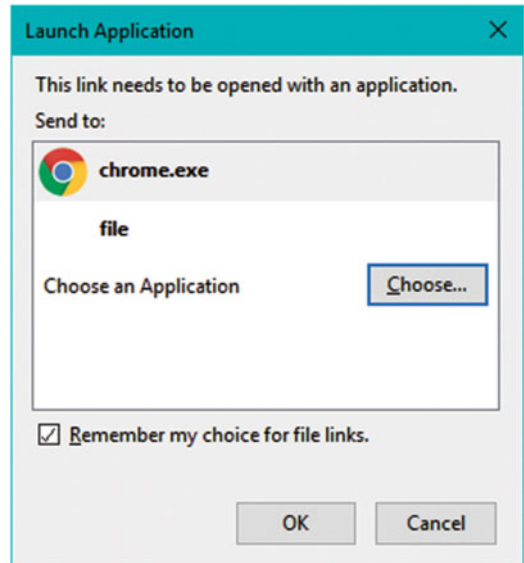 Launch Application
This link needs to be opened with an application.
Send to:
chrome.exe
file
Choose an Application
Choose...
Remember my choice for file links.
OK
Cancel